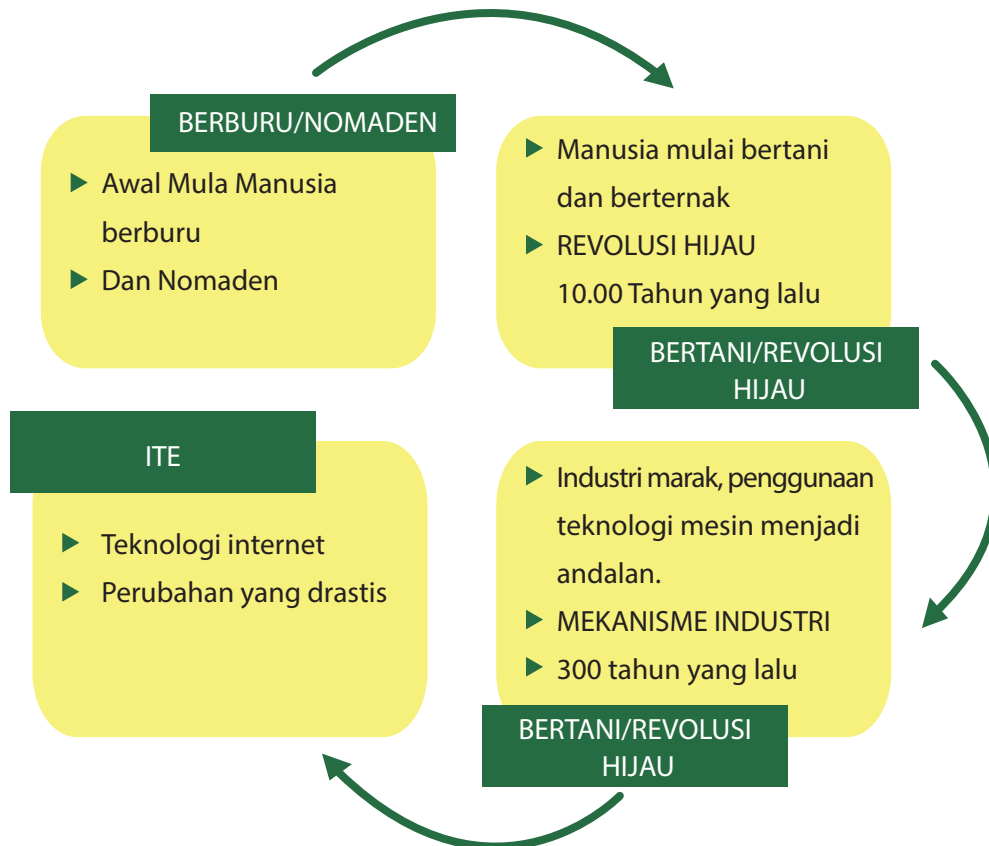 BERBURU/NOMADEN
Awal Mula Manusia
berburu
Dan Nomaden
Manusia mulai bertani
dan berternak
REVOLUSI HIJAU
10.00 Tahun yang lalu
BERTANI/REVOLUSI
HIJAU
Industri marak, penggunaan
teknologi mesin menjadi
andalan.
MEKANISME INDUSTRI
300 tahun yang lalu
BERTANI/REVOLUSI
HIJAU
ITE
Teknologi internet
Perubahan yang drastis